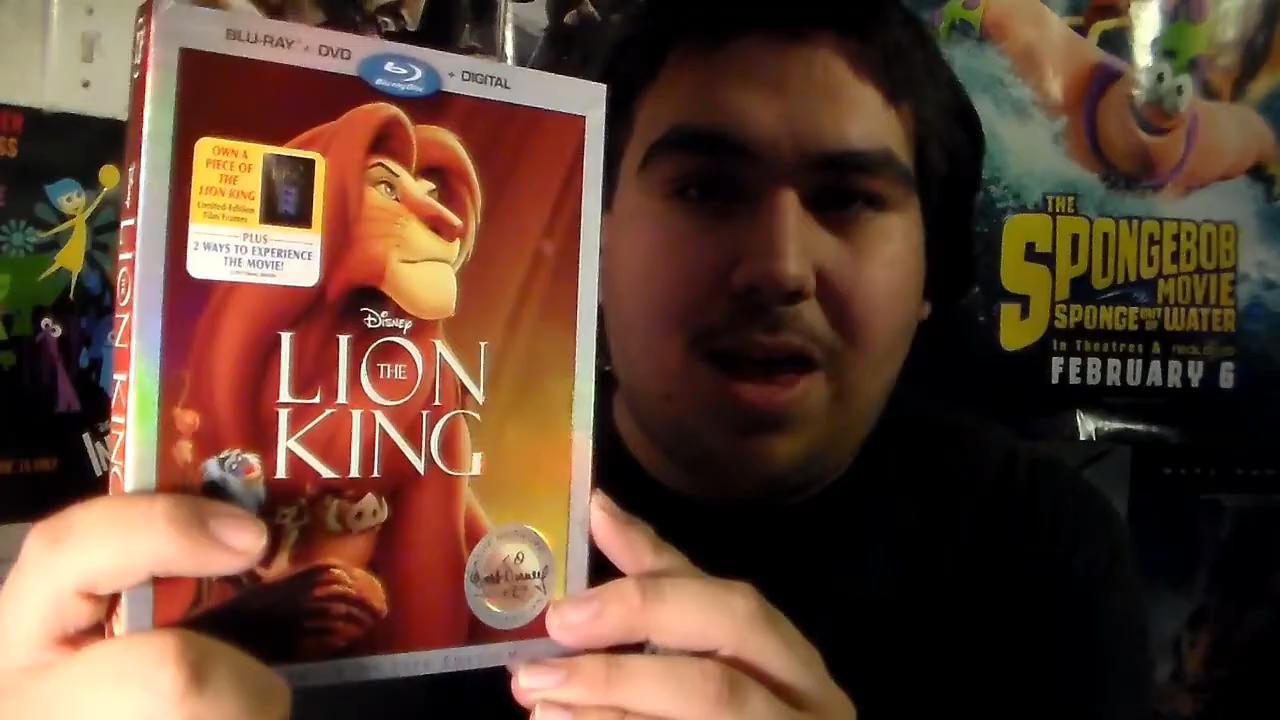 BLU-RAY + DVD
Blu-ray Disc
+ DIGITAL
OWN A
PIECE OF
THE
LION KING
Limited-Edition
Film Frames
PLUS
2 WAYS TO EXPERIENCE
THE MOVIE!
Disney
THE
LION
KING
LION KING
THE
SPONGEBOB
MOVIE
SPONGE OUT OF WATER
In Theatres &
FEBRUARY 6